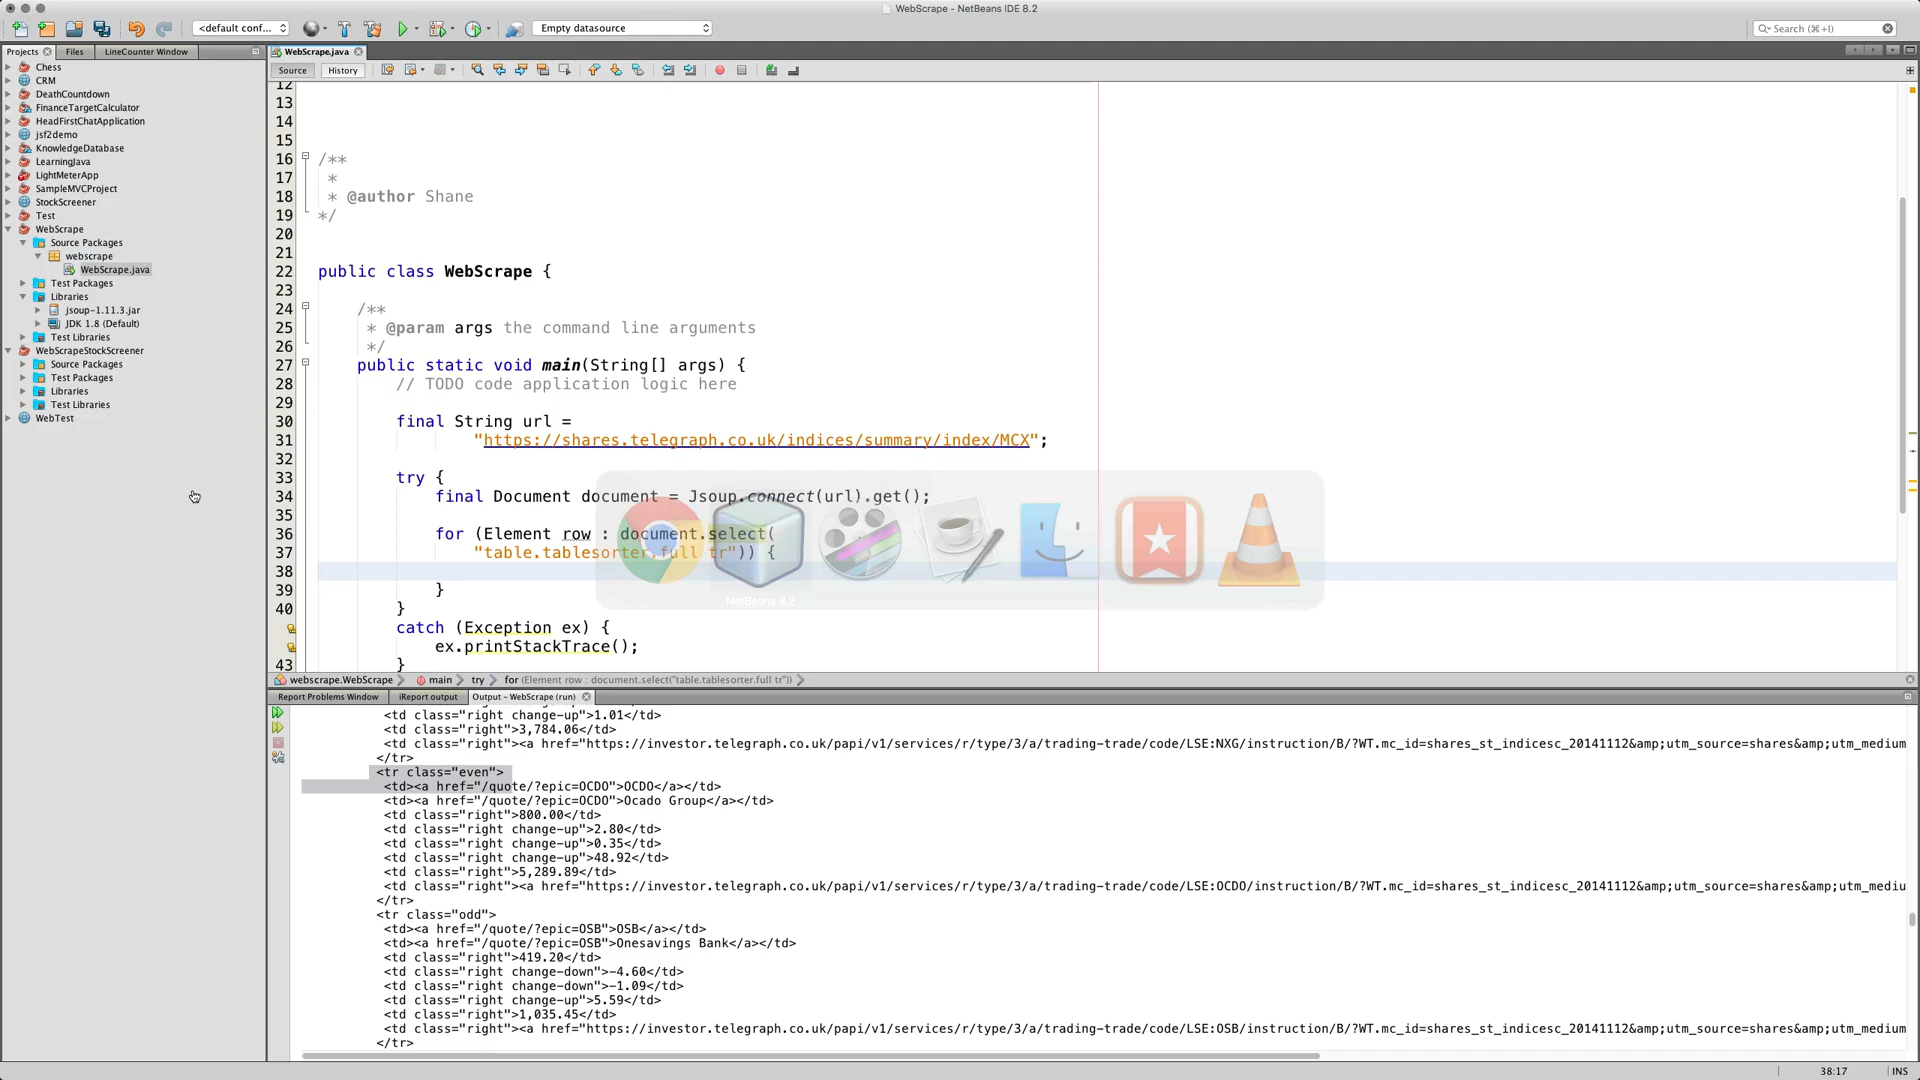 WebScrape - NetBeans IDE 8.2
<default conf...
Empty datasource
Search (⌘+I)
Projects
Files
LineCounter Window
WebScrape.java
Source
History
Chess
CRM
DeathCountdown
FinanceTargetCalculator
HeadFirstChatApplication
jsf2demo
KnowledgeDatabase
LearningJava
LightMeterApp
SampleMVCProject
StockScreener
Test
WebScrape
Source Packages
webscrape
WebScrape.java
Test Packages
Libraries
jsoup-1.11.3.jar
JDK 1.8 (Default)
Test Libraries
WebScrapeStockScreener
Source Packages
Test Packages
Libraries
Test Libraries
WebTest
12
13
14
15
16 /**
17 *
18 * @author Shane
19 */
20
21
22 public class WebScrape {
23
24 /**
25 * @param args the command line arguments
26 */
27 public static void main(String[] args) {
28 // TODO code application logic here
29
30 final String url =
31 "https://shares.telegraph.co.uk/indices/summary/index/MCX";
32
33 try {
34 final Document document = Jsoup.connect(url).get();
35
36 for (Element row : document.select(
37 "table.tablesorter.full tr")) {
38
39 }
40 }
catch (Exception ex) {
ex.printStackTrace();
43 }
NetBeans 8.2
webscrape.WebScrape
main
try
for (Element row : document.select("table.tablesorter.full tr"))
Report Problems Window
iReport output
Output - WebScrape (run)
<td class="right change-up">1.01</td>
<td class="right">3,784.06</td>
<td class="right"><a href="https://investor.telegraph.co.uk/papi/v1/services/r/type/3/a/trading-trade/code/LSE:NXG/instruction/B/?WT.mc_id=shares_st_indicesc_20141112&amp;utm_source=shares&amp;utm_medium
</tr>
<tr class="even">
<td><a href="/quote/?epic=OCDO">OCDO</a></td>
<td><a href="/quote/?epic=OCDO">Ocado Group</a></td>
<td class="right">800.00</td>
<td class="right change-up">2.80</td>
<td class="right change-up">0.35</td>
<td class="right change-up">48.92</td>
<td class="right">5,289.89</td>
<td class="right"><a href="https://investor.telegraph.co.uk/papi/v1/services/r/type/3/a/trading-trade/code/LSE:OCDO/instruction/B/?WT.mc_id=shares_st_indicesc_20141112&amp;utm_source=shares&amp;utm_mediu
</tr>
<tr class="odd">
<td><a href="/quote/?epic=OSB">OSB</a></td>
<td><a href="/quote/?epic=OSB">Onesavings Bank</a></td>
<td class="right">419.20</td>
<td class="right change-down">-4.60</td>
<td class="right change-down">-1.09</td>
<td class="right change-up">5.59</td>
<td class="right">1,035.45</td>
<td class="right"><a href="https://investor.telegraph.co.uk/papi/v1/services/r/type/3/a/trading-trade/code/LSE:OSB/instruction/B/?WT.mc_id=shares_st_indicesc_20141112&amp;utm_source=shares&amp;utm_medium
</tr>
38:17
INS